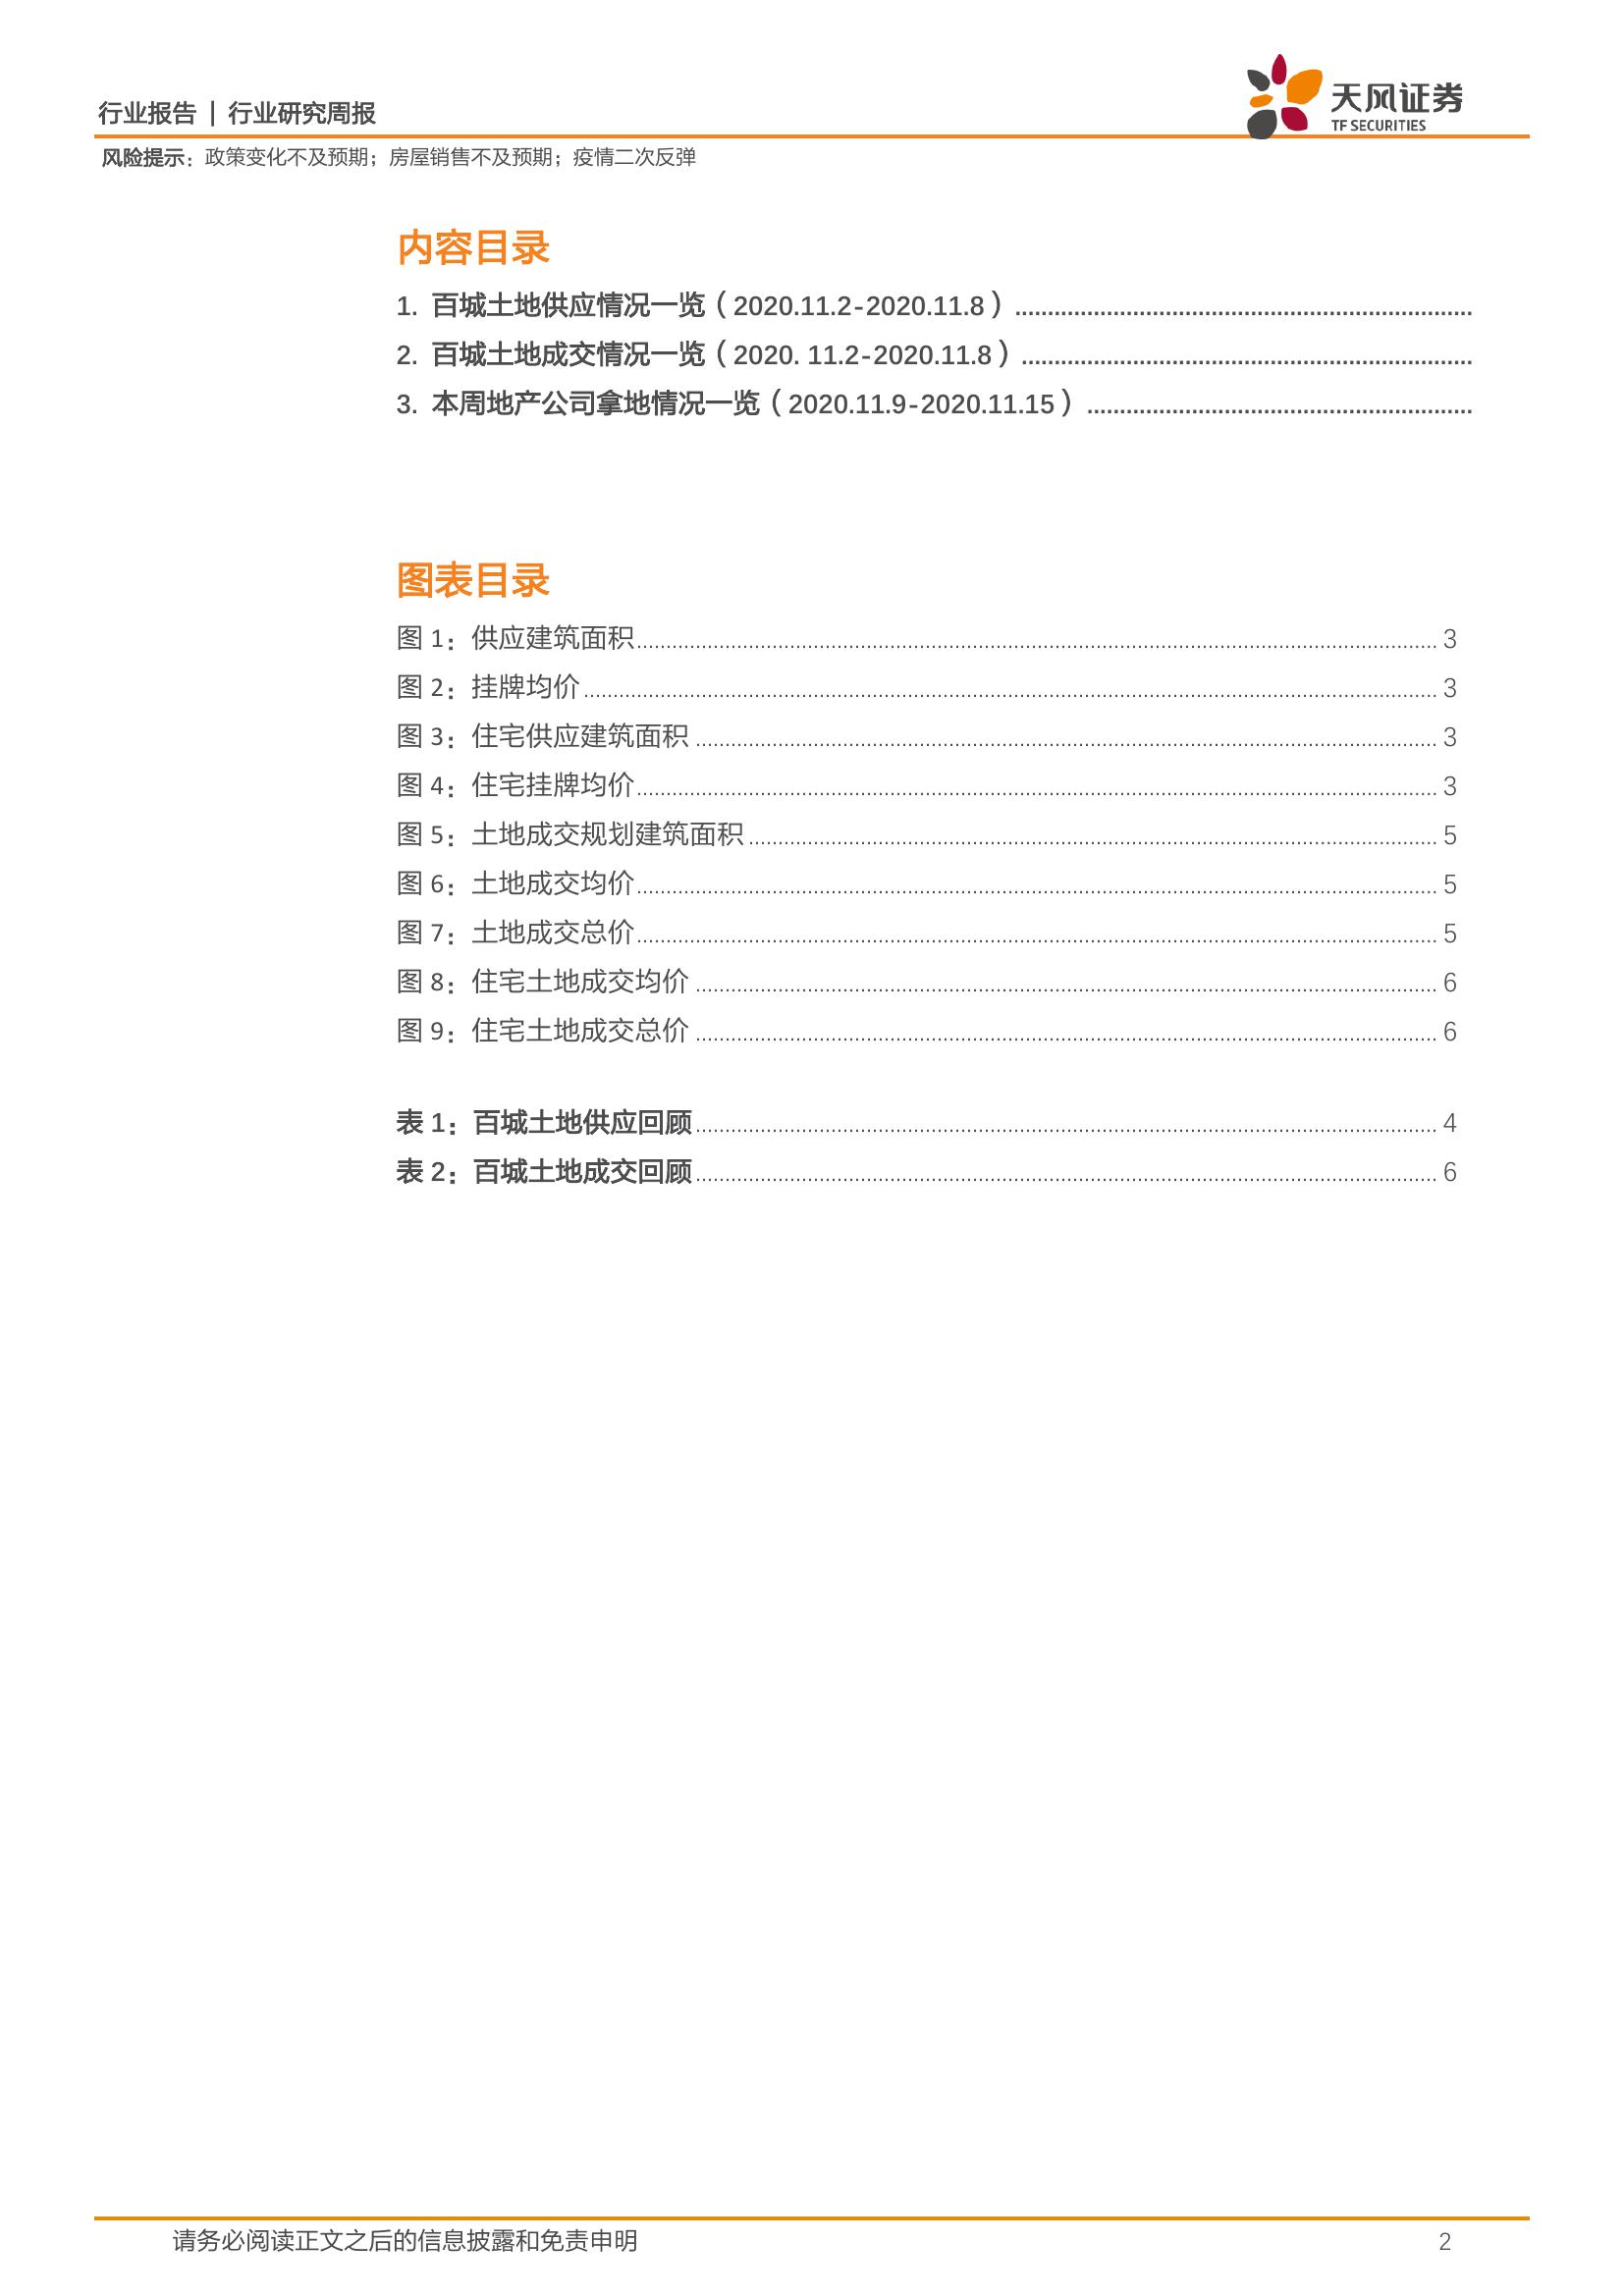 行业报告 | 行业研究周报
天风证券
TF SECURITIES
风险提示：政策变化不及预期；房屋销售不及预期；疫情二次反弹
内容目录
1. 百城土地供应情况一览（2020.11.2-2020.11.8）
2. 百城土地成交情况一览（2020. 11.2-2020.11.8）
3. 本周地产公司拿地情况一览（2020.11.9-2020.11.15）
图表目录
图 1：供应建筑面积 3
图 2：挂牌均价 3
图 3：住宅供应建筑面积 3
图 4：住宅挂牌均价 3
图 5：土地成交规划建筑面积 5
图 6：土地成交均价 5
图 7：土地成交总价 5
图 8：住宅土地成交均价 6
图 9：住宅土地成交总价 6
表 1：百城土地供应回顾 4
表 2：百城土地成交回顾 6
请务必阅读正文之后的信息披露和免责申明 2